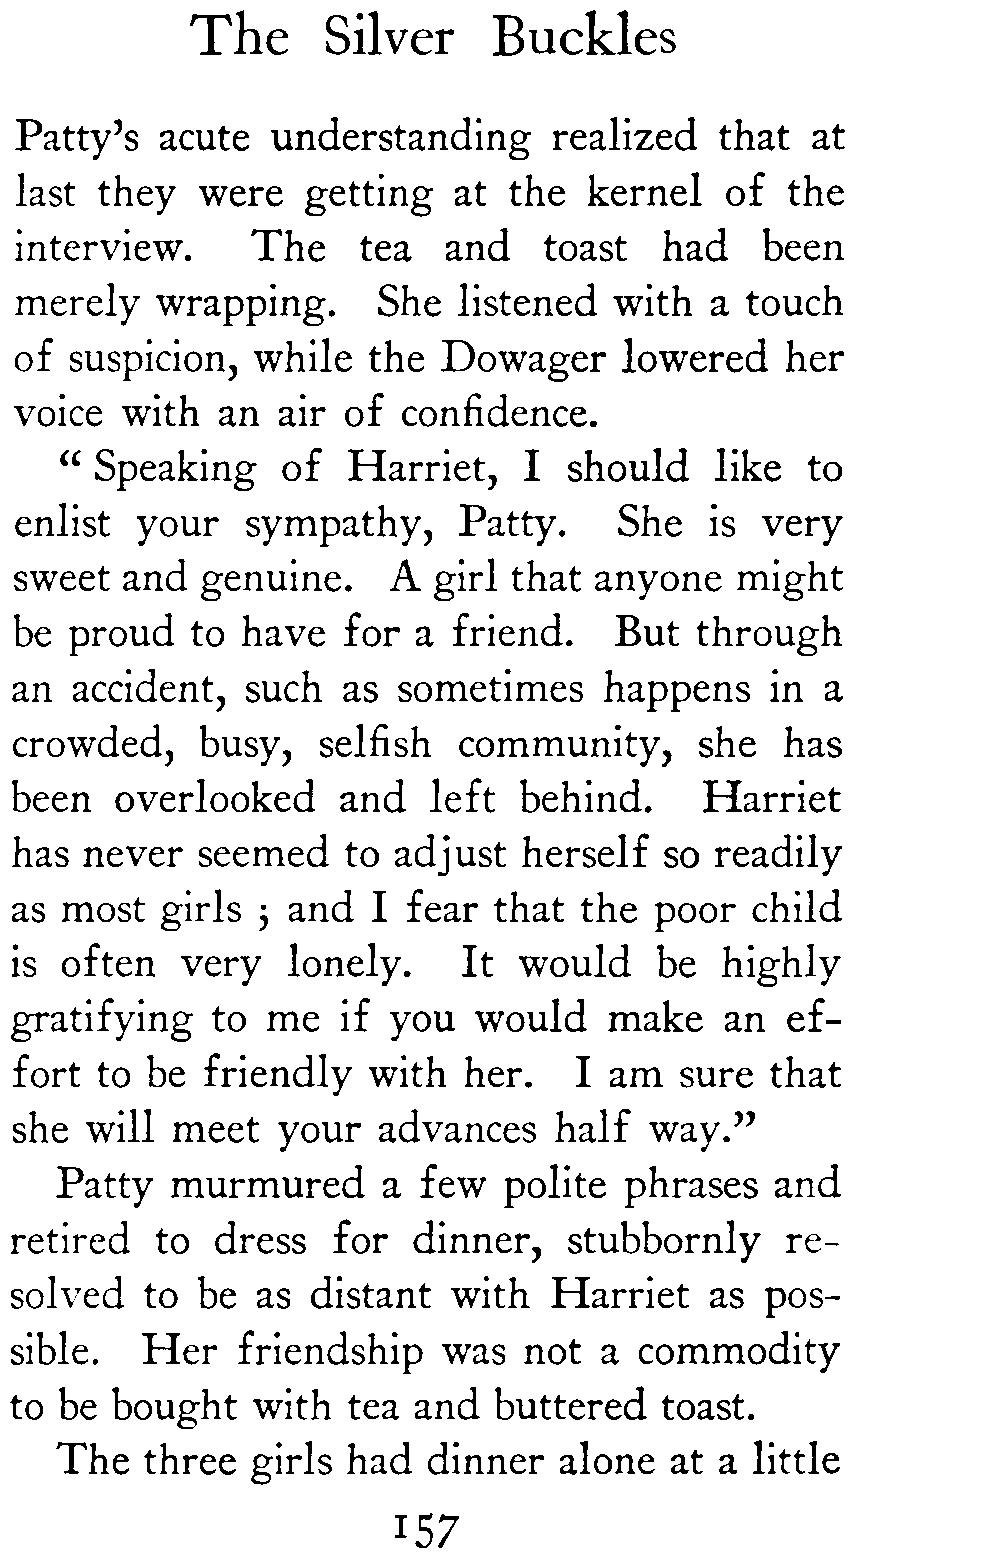 The Silver Buckles
Patty's acute understanding realized that at
last they were getting at the kernel of the
interview. The tea and toast had been
merely wrapping. She listened with a touch
of suspicion, while the Dowager lowered her
voice with an air of confidence.
“ Speaking of Harriet, I should like to
enlist your sympathy, Patty. She is very
sweet and genuine. A girl that anyone might
be proud to have for a friend. But through
an accident, such as sometimes happens in a
crowded, busy, selfish community, she has
been overlooked and left behind. Harriet
has never seemed to adjust herself so readily
as most girls ; and I fear that the poor child
is often very lonely. It would be highly
gratifying to me if you would make an ef-
fort to be friendly with her. I am sure that
she will meet your advances half way.”
Patty murmured a few polite phrases and
retired to dress for dinner, stubbornly re-
solved to be as distant with Harriet as pos-
sible. Her friendship was not a commodity
to be bought with tea and buttered toast.
The three girls had dinner alone at a little
157